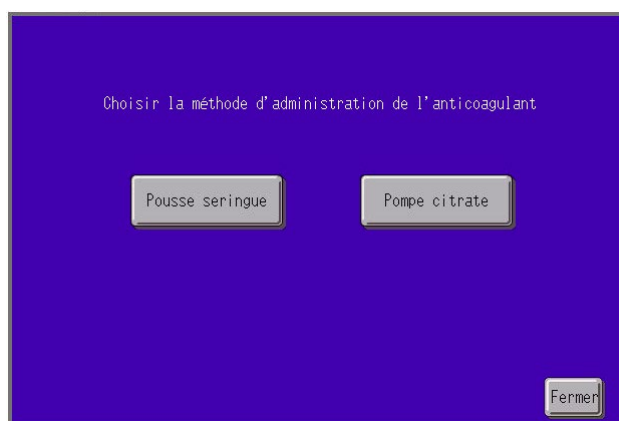 Choisir la méthode d'administration de l'anticoagulant
Pousse seringue
Pompe citrate
Fermer